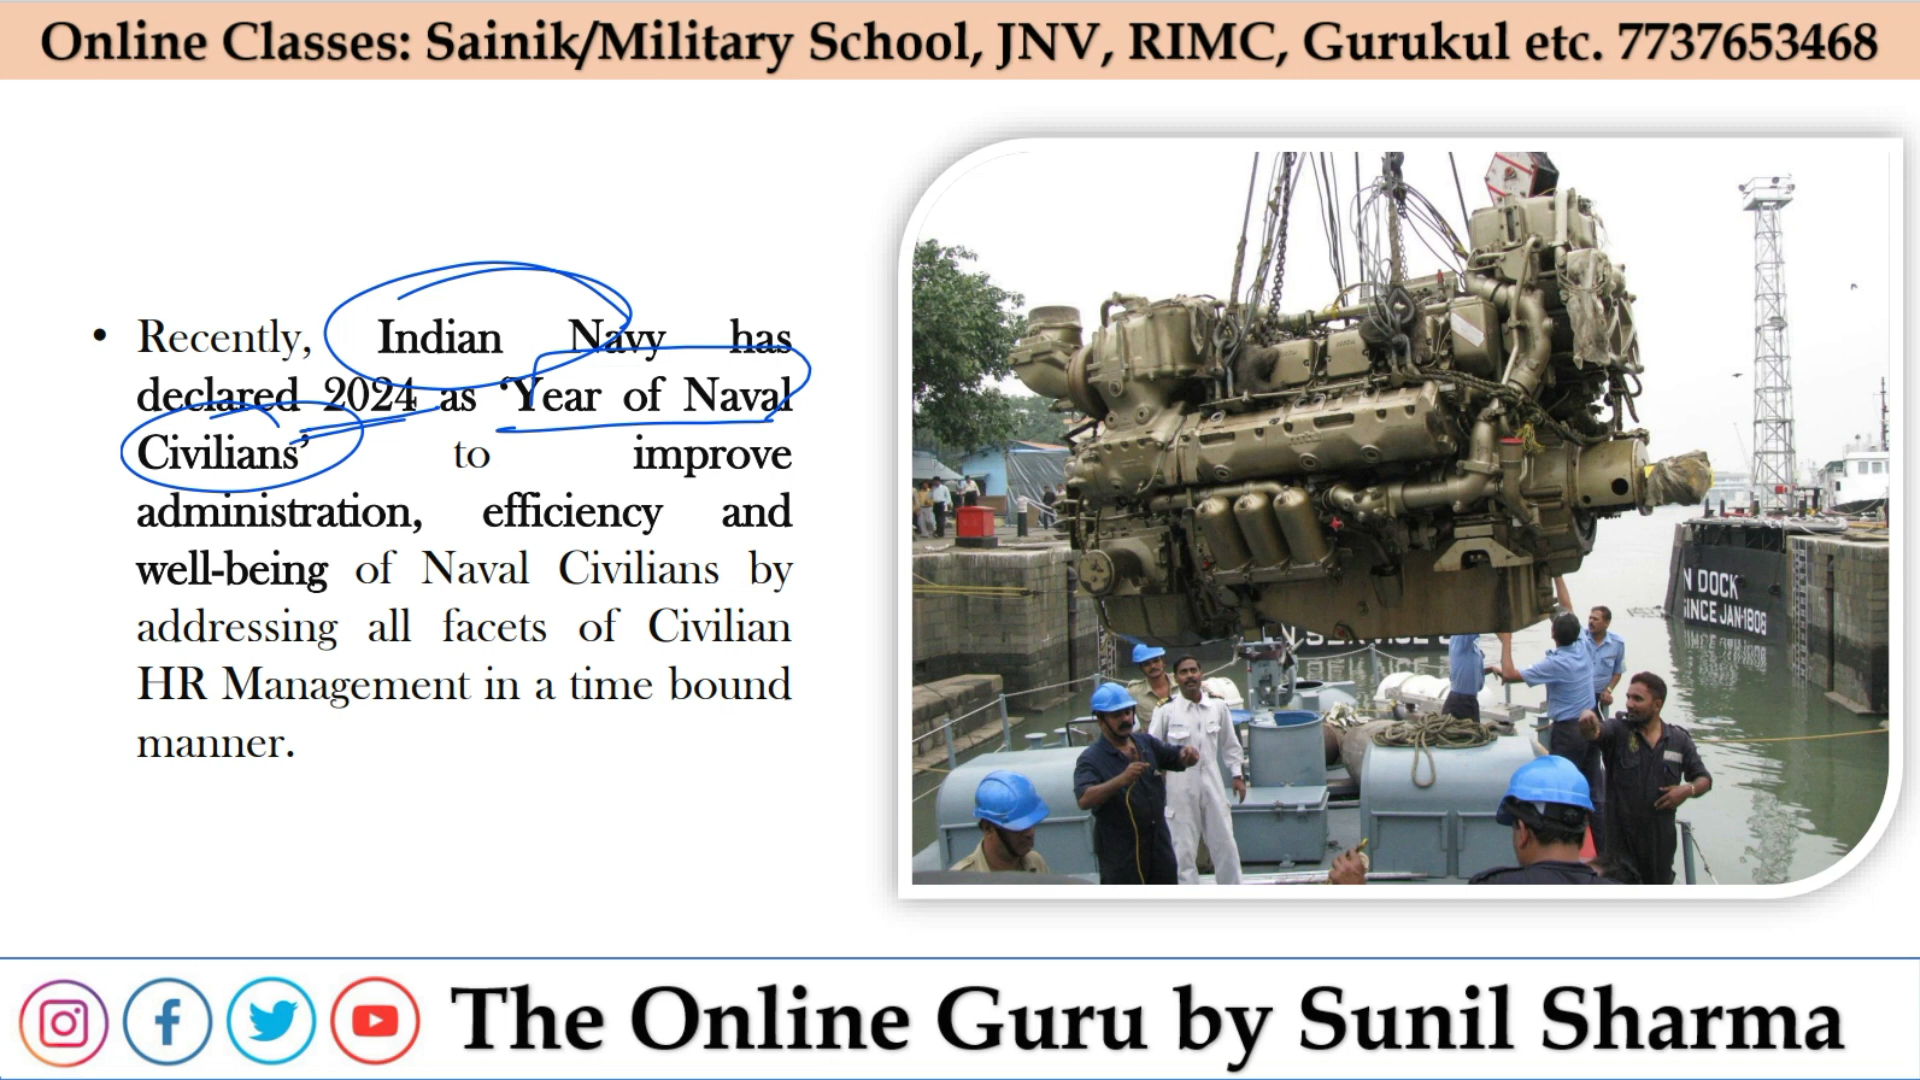 Online Classes: Sainik/Military School, JNV, RIMC, Gurukul etc. 7737653468
• Recently, Indian Navy has
declared 2024 as ‘Year of Naval
Civilians’ to improve
administration, efficiency and
well-being of Naval Civilians by
addressing all facets of Civilian
HR Management in a time bound
manner.
N DOCK
SINCE JAN-1808
The Online Guru by Sunil Sharma